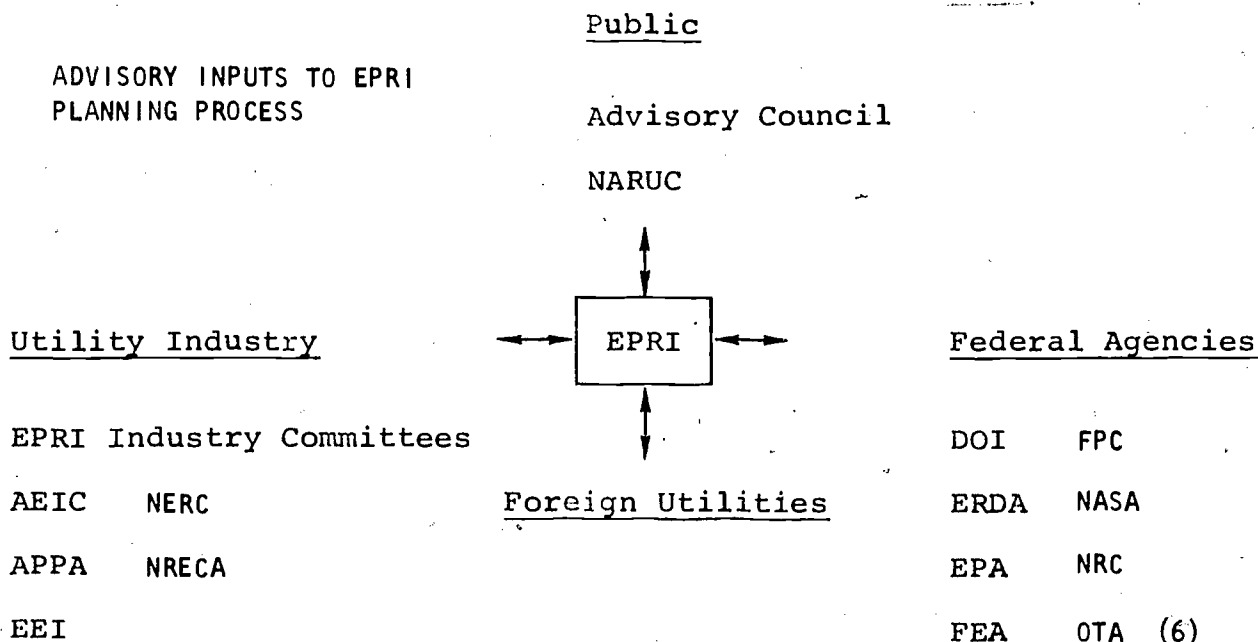 Public
ADVISORY INPUTS TO EPRI
PLANNING PROCESS
Advisory Council
NARUC
Utility Industry
EPRI
Federal Agencies
EPRI Industry Committees
DOI FPC
AEIC NERC
Foreign Utilities
ERDA NASA
APPA NRECA
EPA NRC
EEI
FEA OTA (6)